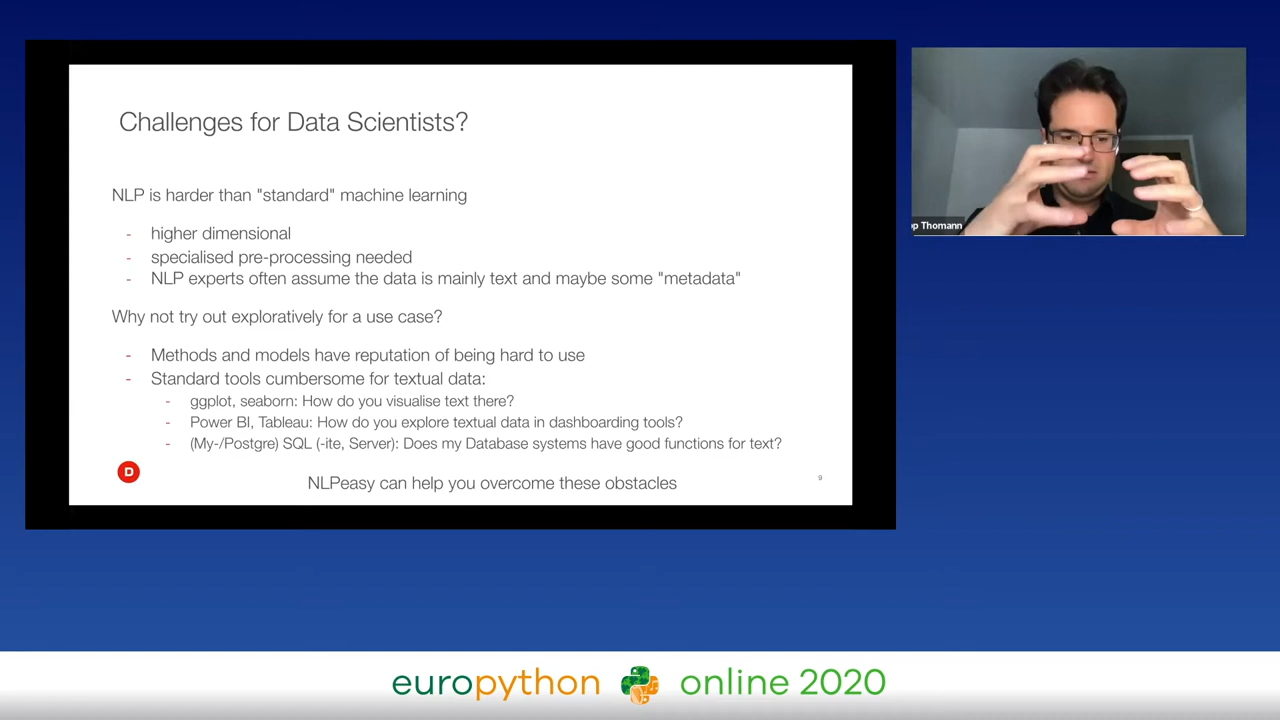 Challenges for Data Scientists?
NLP is harder than "standard" machine learning
- higher dimensional
- specialised pre-processing needed
- NLP experts often assume the data is mainly text and maybe some "metadata"
Why not try out exploratively for a use case?
- Methods and models have reputation of being hard to use
- Standard tools cumbersome for textual data:
- ggplot, seaborn: How do you visualise text there?
- Power BI, Tableau: How do you explore textual data in dashboarding tools?
- (My-/Postgre) SQL (-ite, Server): Does my Database systems have good functions for text?
D
NLPeasy can help you overcome these obstacles
9
p Thomann
europython online 2020